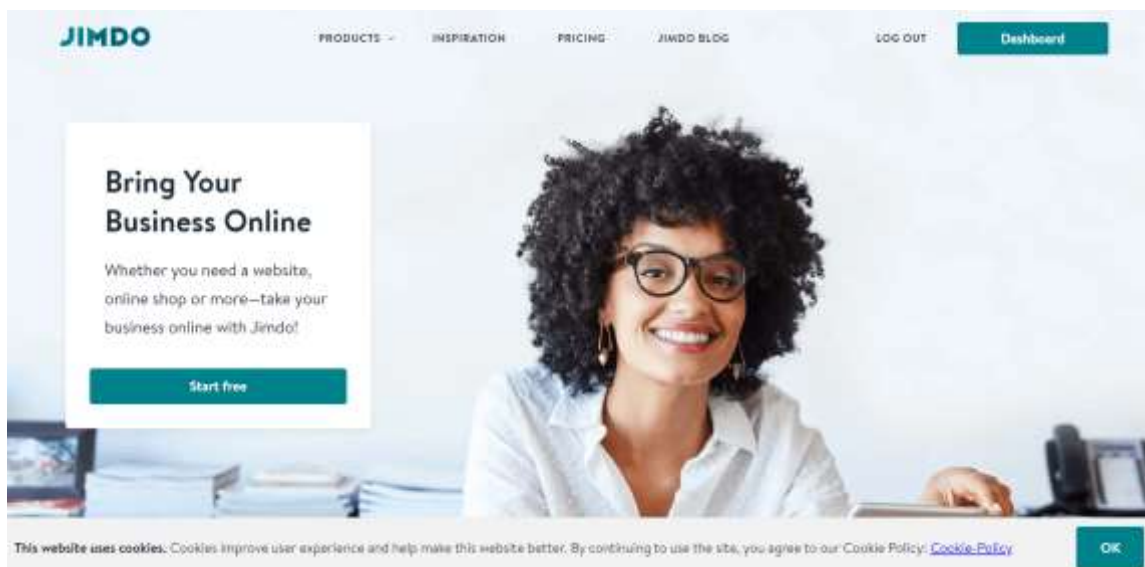 JIMDO
PRODUCTS
INSPIRATION
PRICING
JIMDO BLOG
LOG OUT
Dashboard
Bring Your
Business Online
Whether you need a website,
online shop or more—take your
business online with Jimdo!
Start free
This website uses cookies. Cookies improve user experience and help make this website better. By continuing to use the site, you agree to our Cookie Policy: Cookie-Policy
OK